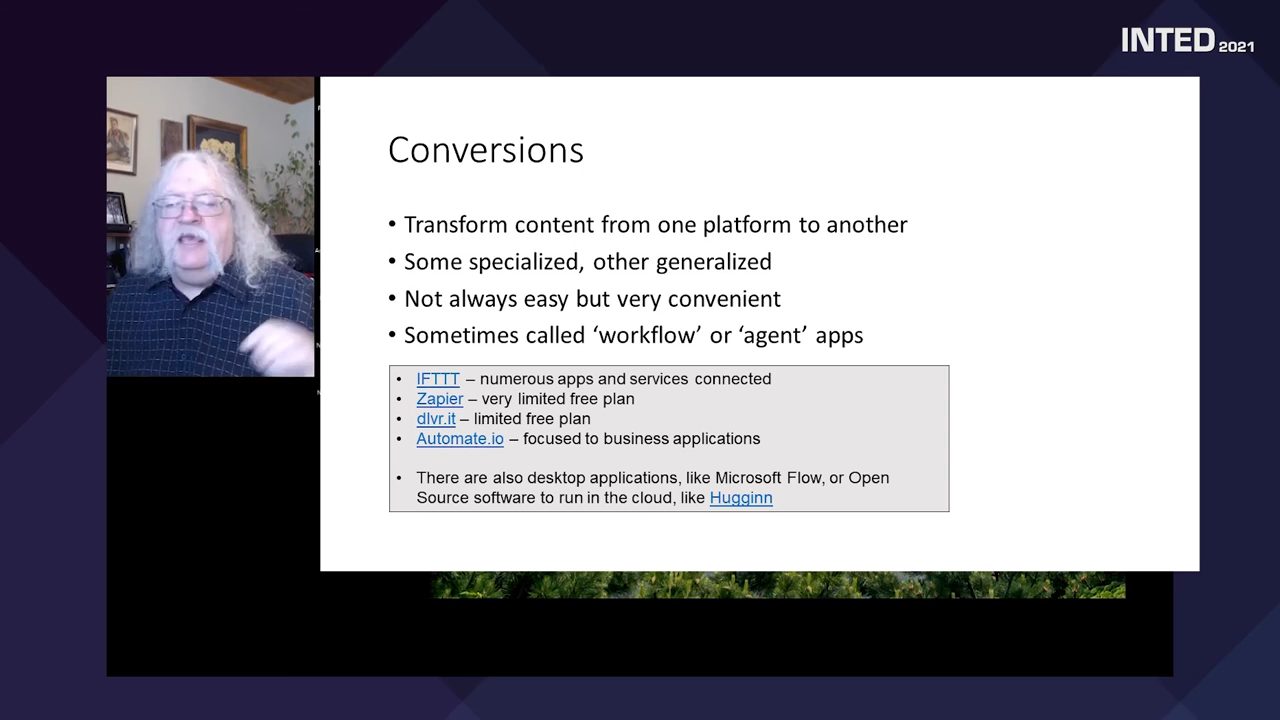 INTED 2021
Conversions
• Transform content from one platform to another
• Some specialized, other generalized
• Not always easy but very convenient
• Sometimes called ‘workflow’ or ‘agent’ apps
• IFTTT – numerous apps and services connected
• Zapier – very limited free plan
• dlvr.it – limited free plan
• Automate.io – focused to business applications
• There are also desktop applications, like Microsoft Flow, or Open
Source software to run in the cloud, like Hugginn